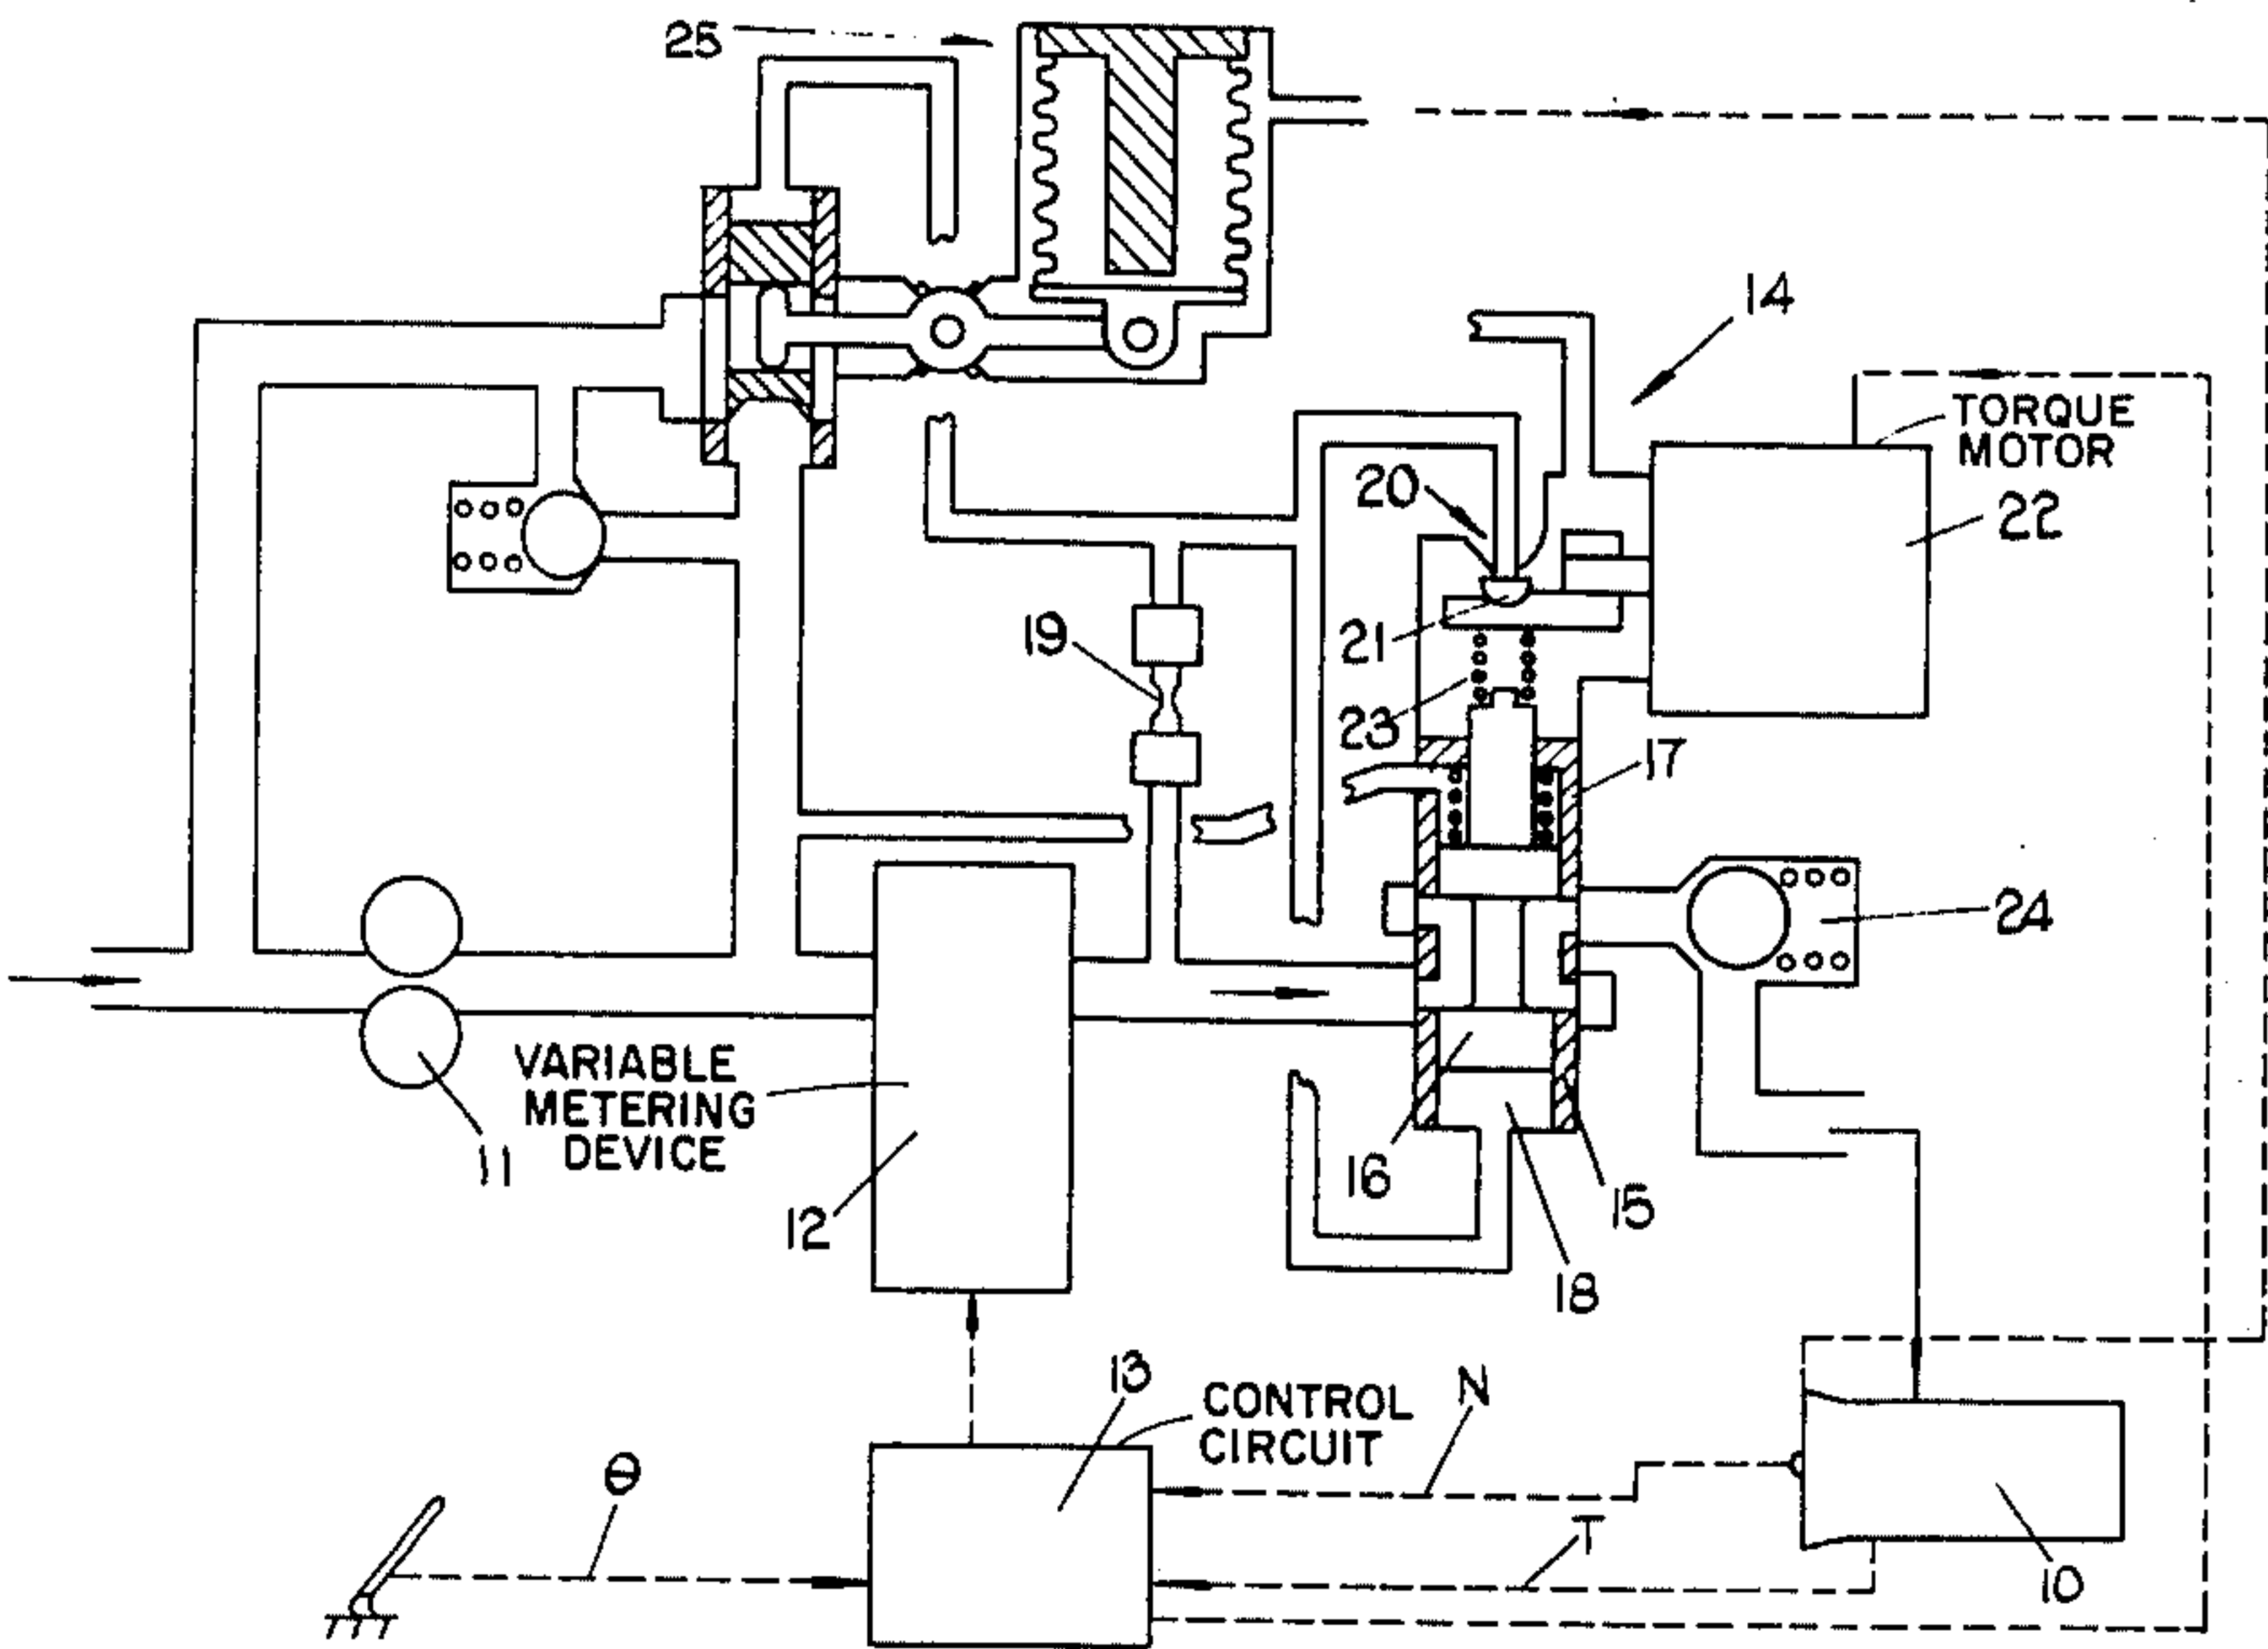 25
14
TORQUE
MOTOR
22
20
21
19
23
17
24
VARIABLE
METERING
DEVICE
11
12
16
15
18
13
CONTROL
CIRCUIT
N
θ
T
10